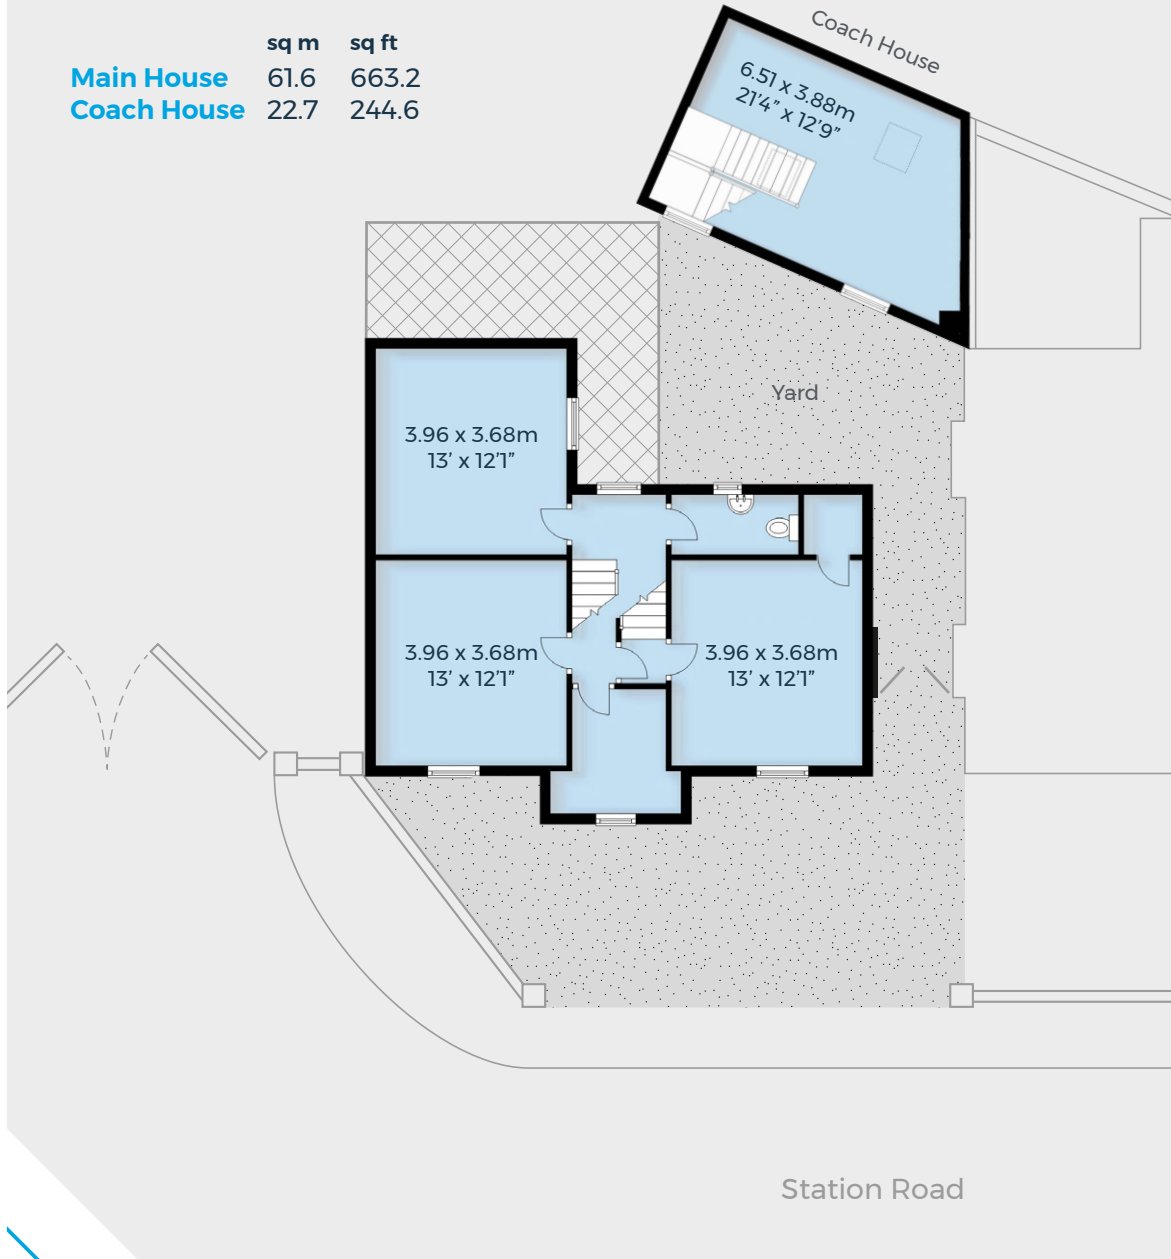 sq m sq ft
Main House 61.6 663.2
Coach House 22.7 244.6
Coach House
6.51 x 3.88m
21’4” x 12’9”
Yard
3.96 x 3.68m
13’ x 12’1”
3.96 x 3.68m
13’ x 12’1”
3.96 x 3.68m
13’ x 12’1”
Station Road